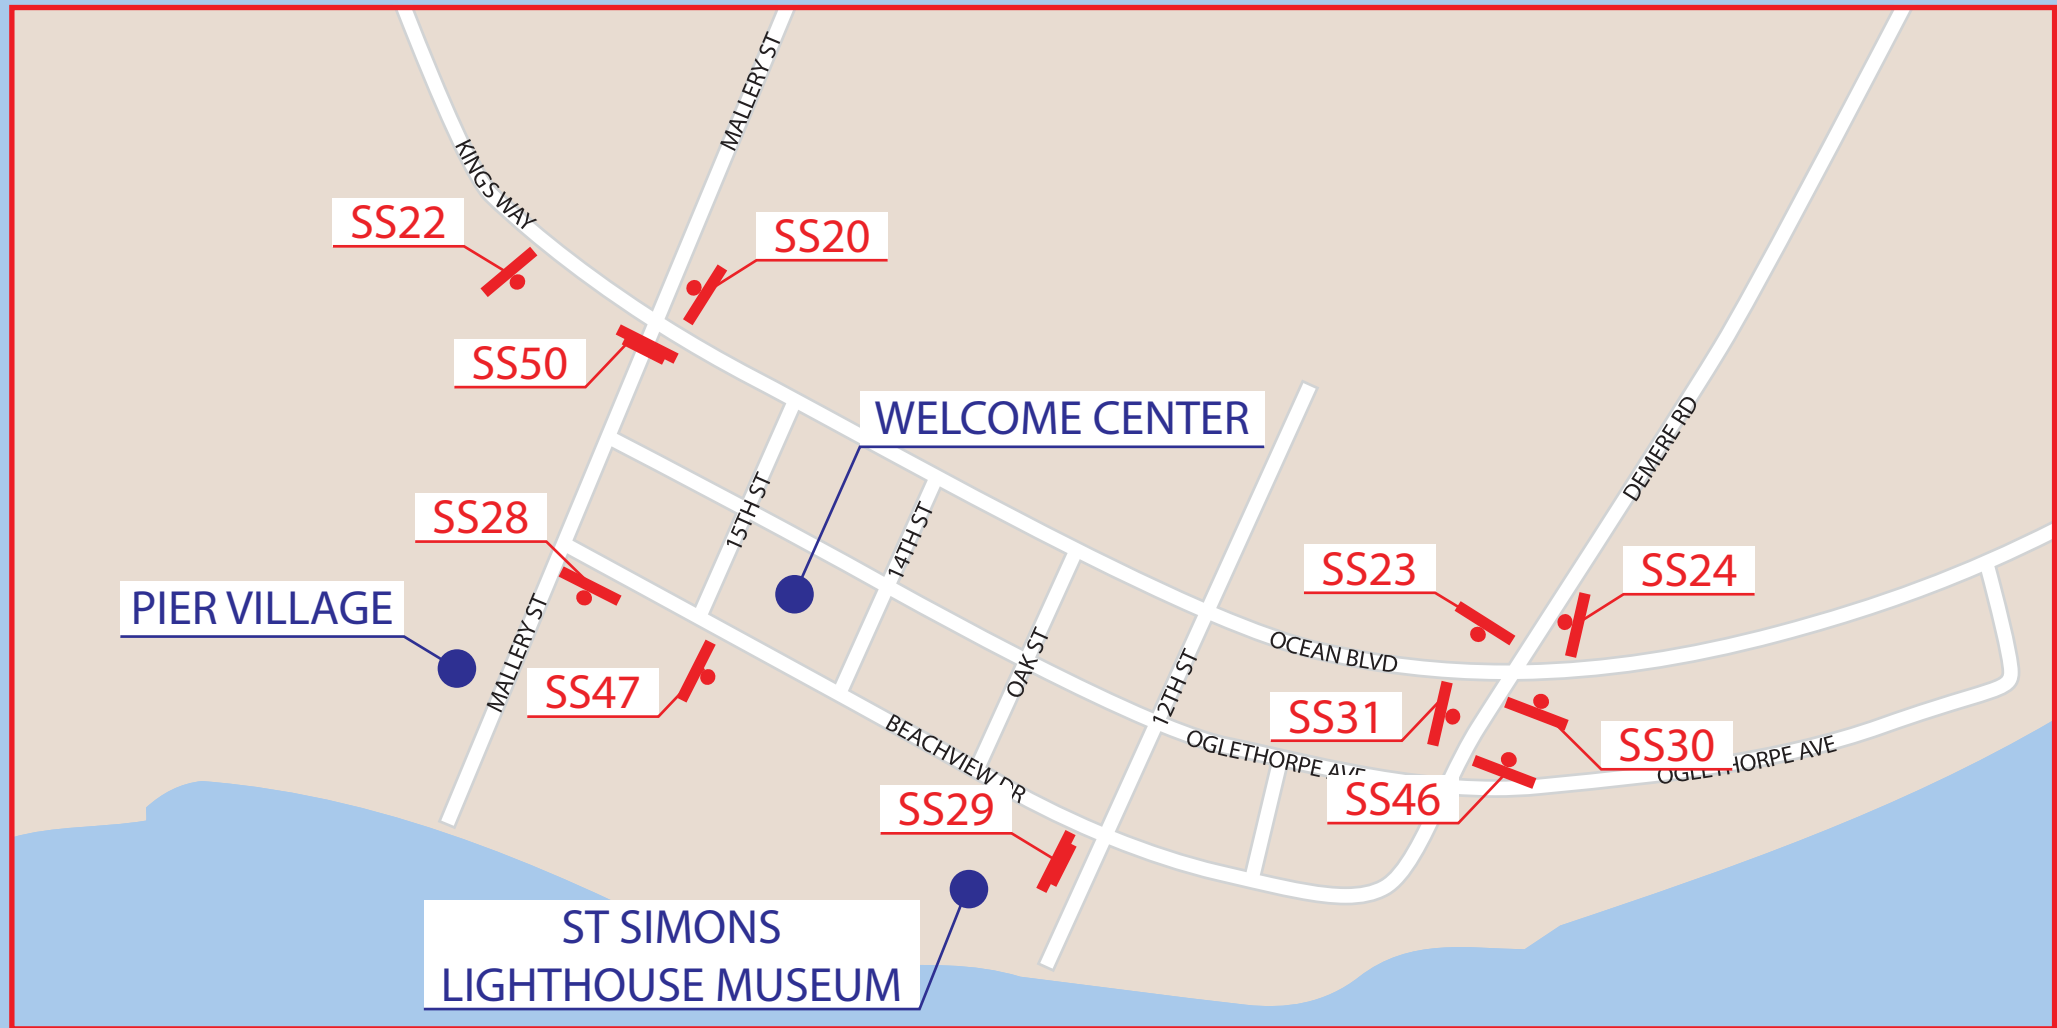 MALLERY ST
KINGS WAY
SS22
SS20
SS50
WELCOME CENTER
DEMERE RD
15TH ST
SS28
14TH ST
SS23
SS24
PIER VILLAGE
MALLERY ST
OAK ST
OCEAN BLVD
SS47
12TH ST
SS31
SS30
BEACHVIEW DR
OGLETHORPE AVE
OGLETHORPE AVE
SS46
SS29
ST SIMONS
LIGHTHOUSE MUSEUM